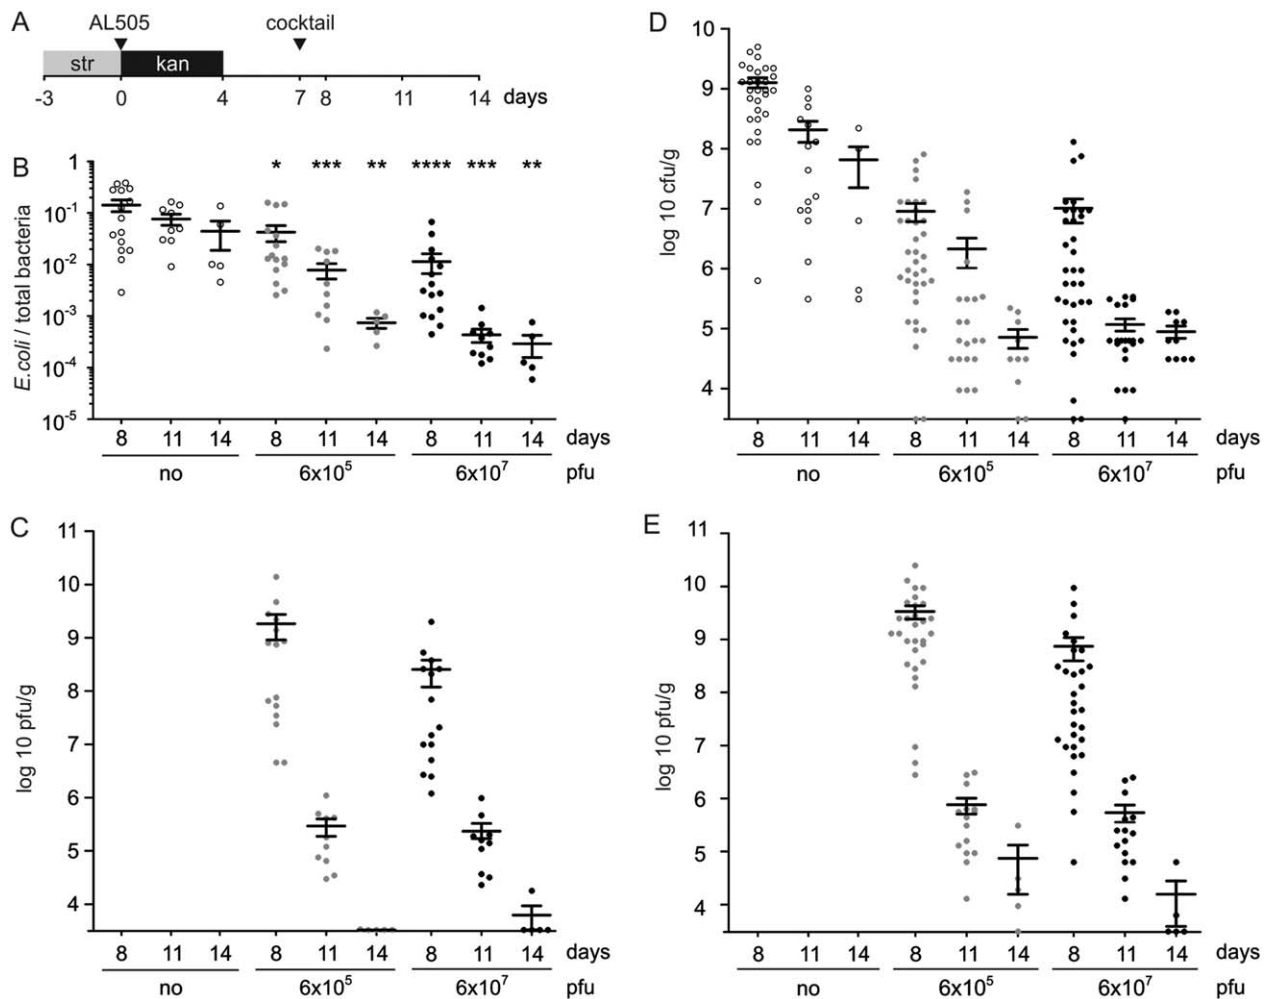 A
AL505
cocktail
str
kan
-3
0
4
7
8
11
14
days
B
E.coli / total bacteria
1
10-1
10-2
10-3
10-4
10-5
* *** ** **** *** **
8 11 14 8 11 14 8 11 14 days
no 6x10⁵ 6x10⁷ pfu
C
log 10 pfu/g
11
10
9
8
7
6
5
4
8 11 14 8 11 14 8 11 14 days
no 6x10⁵ 6x10⁷ pfu
D
log 10 cfu/g
10
9
8
7
6
5
4
8 11 14 8 11 14 8 11 14 days
no 6x10⁵ 6x10⁷ pfu
E
log 10 pfu/g
11
10
9
8
7
6
5
4
8 11 14 8 11 14 8 11 14 days
no 6x10⁵ 6x10⁷ pfu